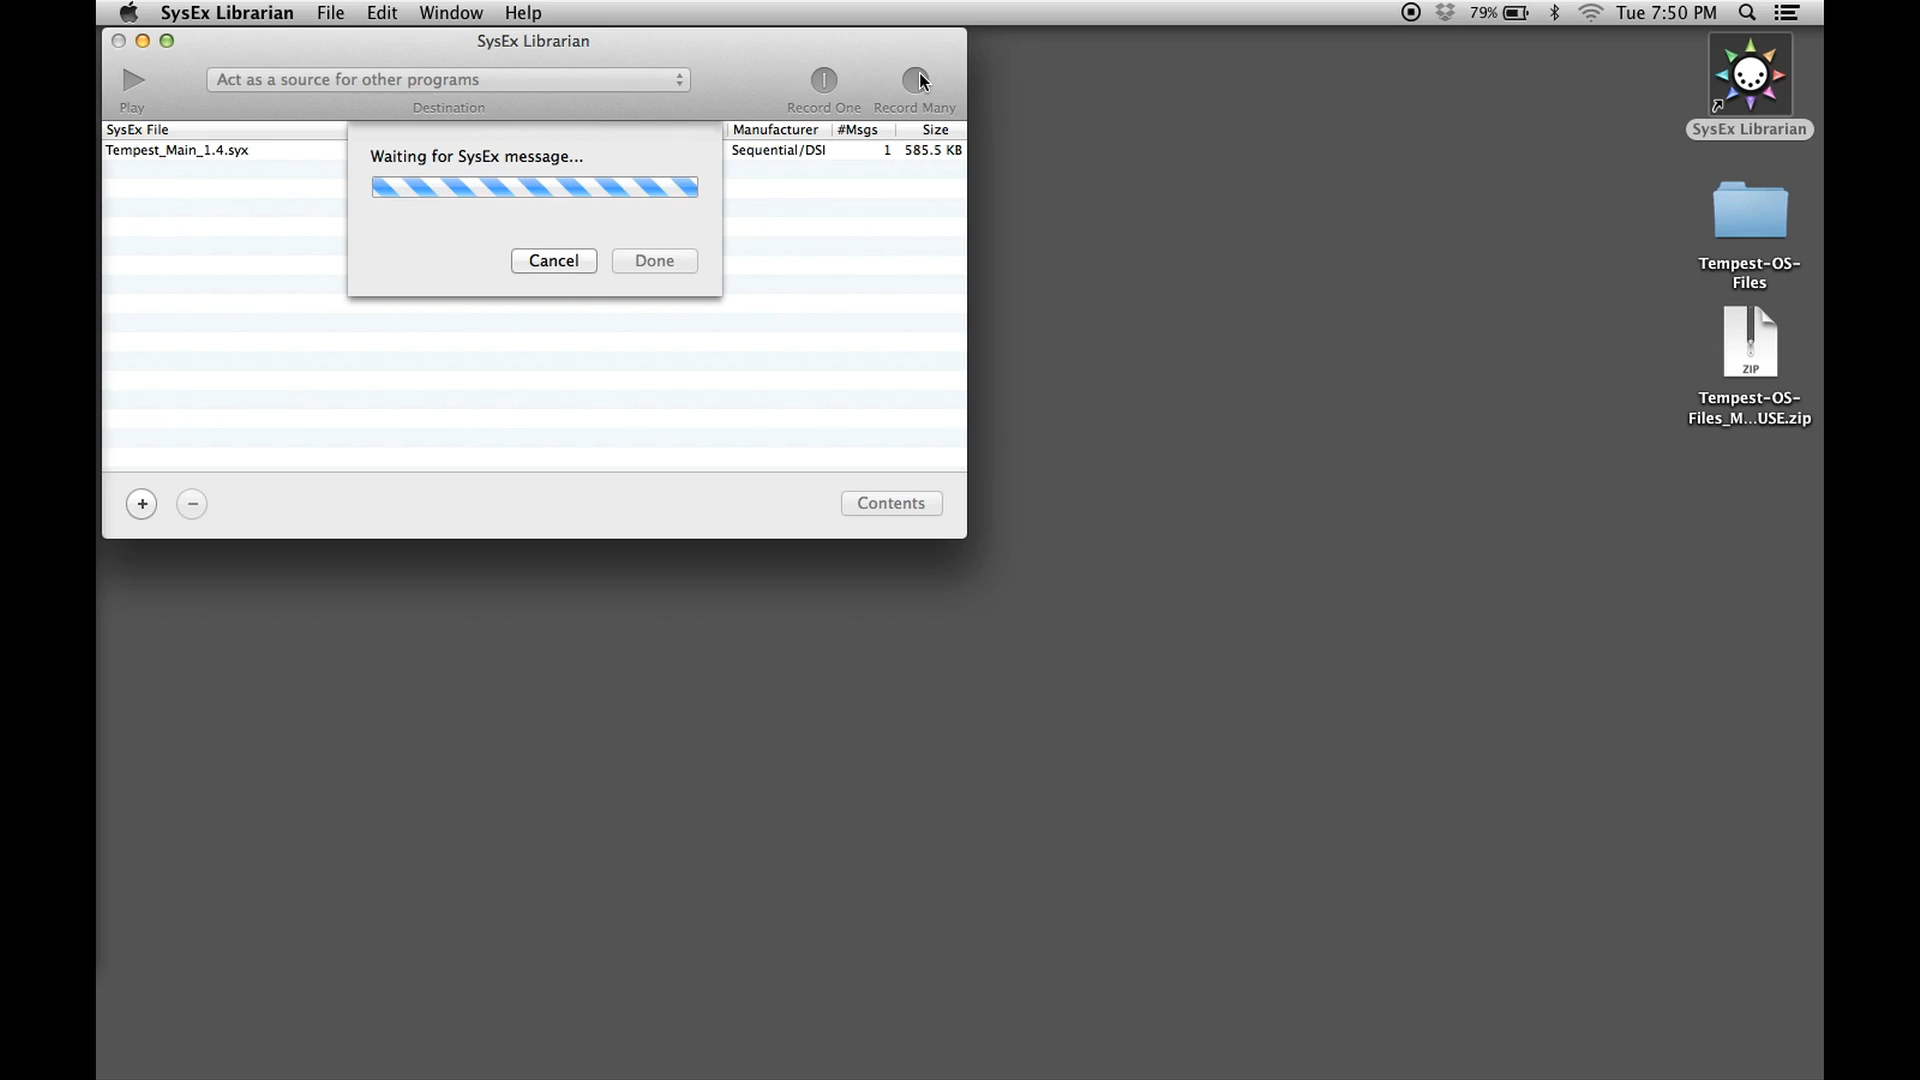 SysEx Librarian File Edit Window Help 79% Tue 7:50 PM
SysEx Librarian
Act as a source for other programs
Play Destination Record One Record Many
SysEx File Manufacturer #Msgs Size
Tempest_Main_1.4.syx Sequential/DSI 1 585.5 KB
Waiting for SysEx message...
Cancel Done
+ − Contents
SysEx Librarian
Tempest-OS-
Files
ZIP
Tempest-OS-
Files_M...USE.zip